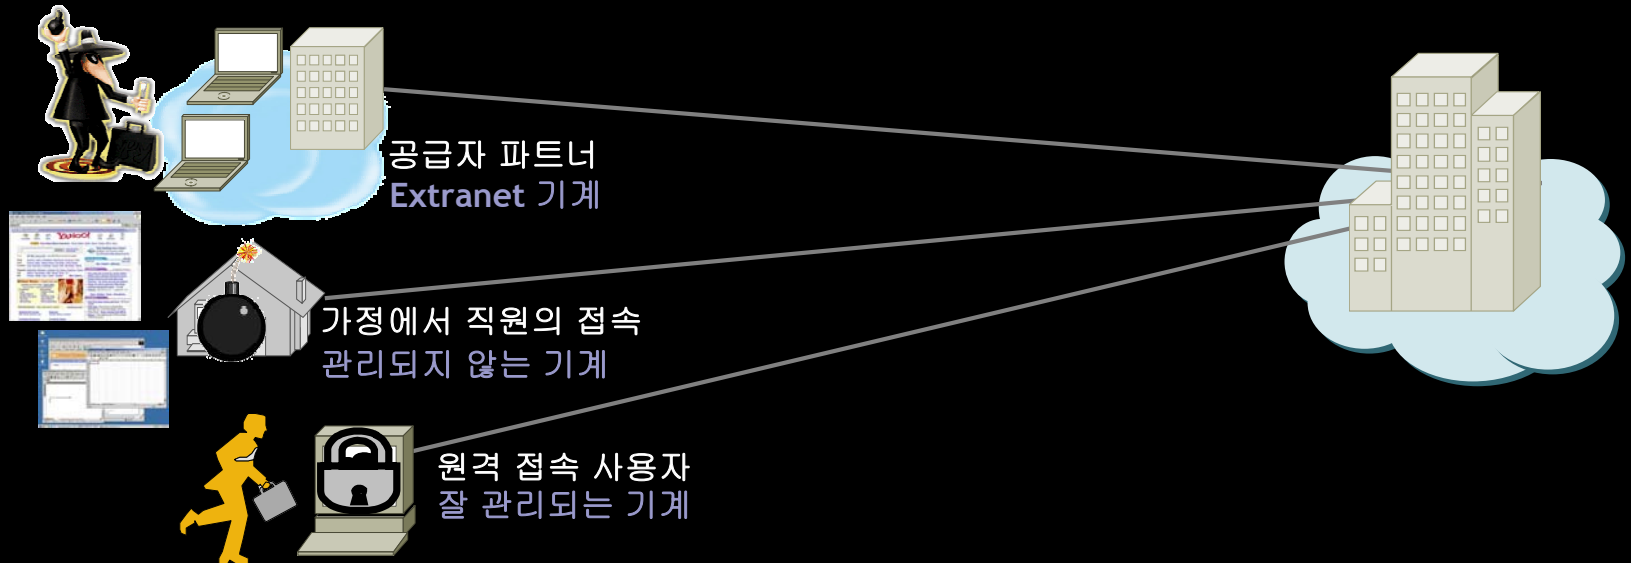 공급자 파트너
Extranet 기계
YAHOO!
가정에서 직원의 접속
관리되지 않는 기계
원격 접속 사용자
잘 관리되는 기계